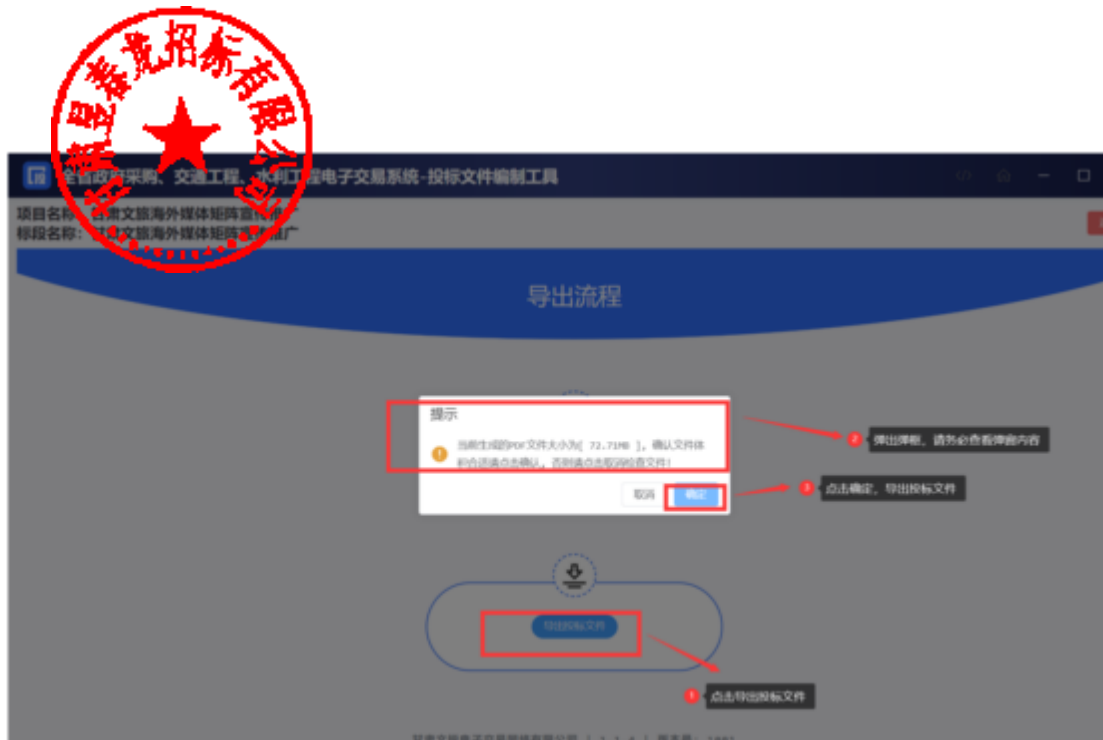 甘肃昱春龙招标有限公司
全省政府采购、交通工程、水利工程电子交易系统-投标文件编制工具
项目名称：甘肃文旅海外媒体矩阵宣传推广
标段名称：甘肃文旅海外媒体矩阵宣传推广
导出流程
提示
当前生成的PDF文件大小为[ 72.71MB ]，确认文件体
积合适请点击确认，否则请点击取消检查文件！
取消 确定
2 弹出弹框，请务必查看弹窗内容
3 点击确定，导出投标文件
导出投标文件
1 点击导出投标文件